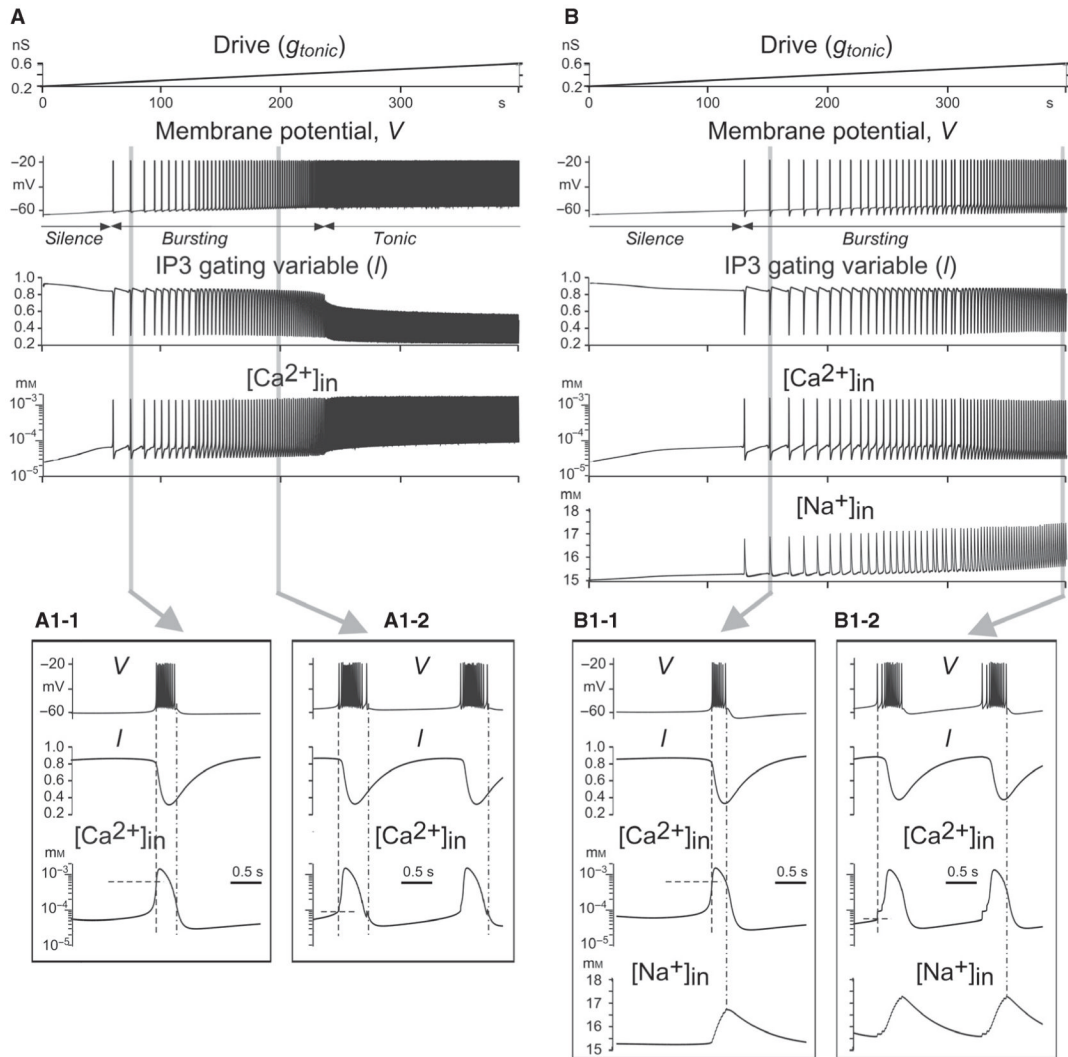 A
Drive (gtonic)
nS
0.6
0.2
0 100 200 300 s
Membrane potential, V
−20
mV
−60
Silence Bursting Tonic
IP3 gating variable (I)
1.0
0.8
0.6
0.4
0.2
[Ca2+]in
mM
10−3
10−4
10−5
B
Drive (gtonic)
nS
0.6
0.2
0 100 200 300 s
Membrane potential, V
−20
mV
−60
Silence Bursting
IP3 gating variable (I)
1.0
0.8
0.6
0.4
0.2
[Ca2+]in
mM
10−3
10−4
10−5
[Na+]in
mM
18
17
16
15
A1-1
V
−20
mV
−60
I
1.0
0.8
0.6
0.4
0.2
[Ca2+]in
mM
10−3
10−4
10−5
0.5 s
A1-2
V
I
[Ca2+]in
0.5 s
B1-1
V
−20
mV
−60
I
1.0
0.8
0.6
0.4
0.2
[Ca2+]in
mM
10−3
10−4
10−5
0.5 s
[Na+]in
mM
18
17
16
15
B1-2
V
I
[Ca2+]in
0.5 s
[Na+]in